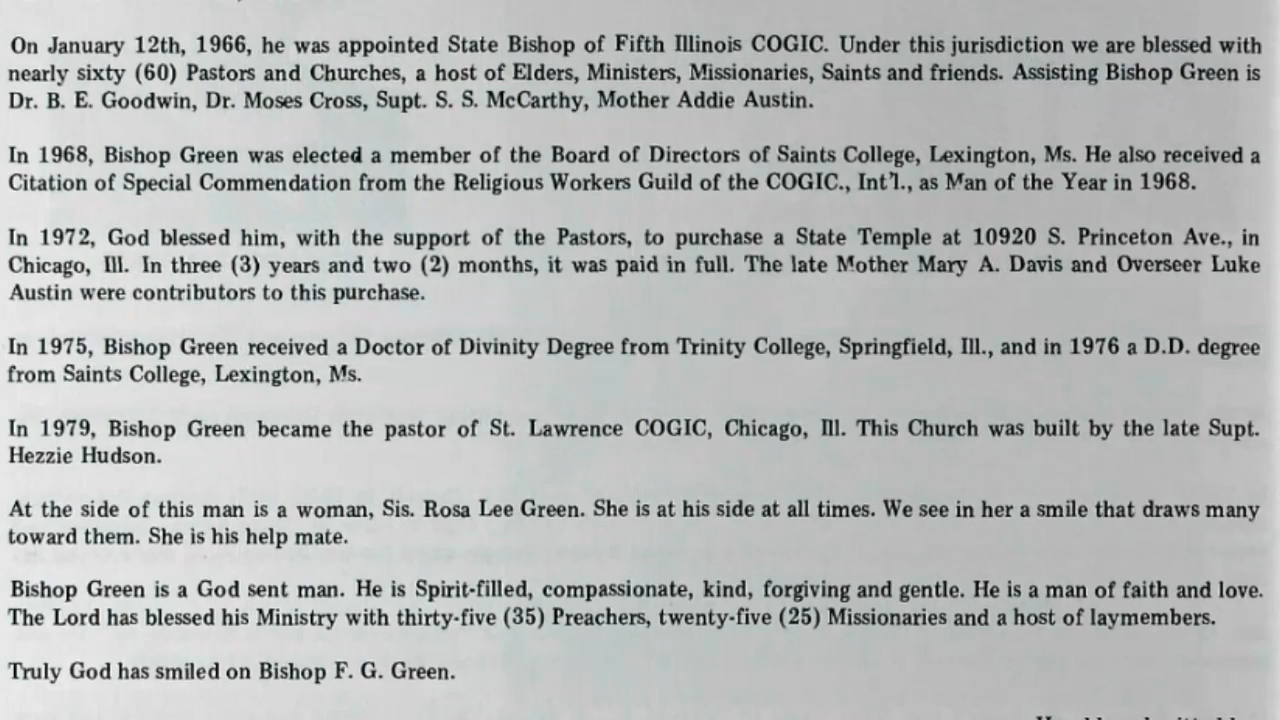 On January 12th, 1966, he was appointed State Bishop of Fifth Illinois COGIC. Under this jurisdiction we are blessed with
nearly sixty (60) Pastors and Churches, a host of Elders, Ministers, Missionaries, Saints and friends. Assisting Bishop Green is
Dr. B. E. Goodwin, Dr. Moses Cross, Supt. S. S. McCarthy, Mother Addie Austin.
In 1968, Bishop Green was elected a member of the Board of Directors of Saints College, Lexington, Ms. He also received a
Citation of Special Commendation from the Religious Workers Guild of the COGIC., Int'l., as Man of the Year in 1968.
In 1972, God blessed him, with the support of the Pastors, to purchase a State Temple at 10920 S. Princeton Ave., in
Chicago, Ill. In three (3) years and two (2) months, it was paid in full. The late Mother Mary A. Davis and Overseer Luke
Austin were contributors to this purchase.
In 1975, Bishop Green received a Doctor of Divinity Degree from Trinity College, Springfield, Ill., and in 1976 a D.D. degree
from Saints College, Lexington, Ms.
In 1979, Bishop Green became the pastor of St. Lawrence COGIC, Chicago, Ill. This Church was built by the late Supt.
Hezzie Hudson.
At the side of this man is a woman, Sis. Rosa Lee Green. She is at his side at all times. We see in her a smile that draws many
toward them. She is his help mate.
Bishop Green is a God sent man. He is Spirit-filled, compassionate, kind, forgiving and gentle. He is a man of faith and love.
The Lord has blessed his Ministry with thirty-five (35) Preachers, twenty-five (25) Missionaries and a host of laymembers.
Truly God has smiled on Bishop F. G. Green.